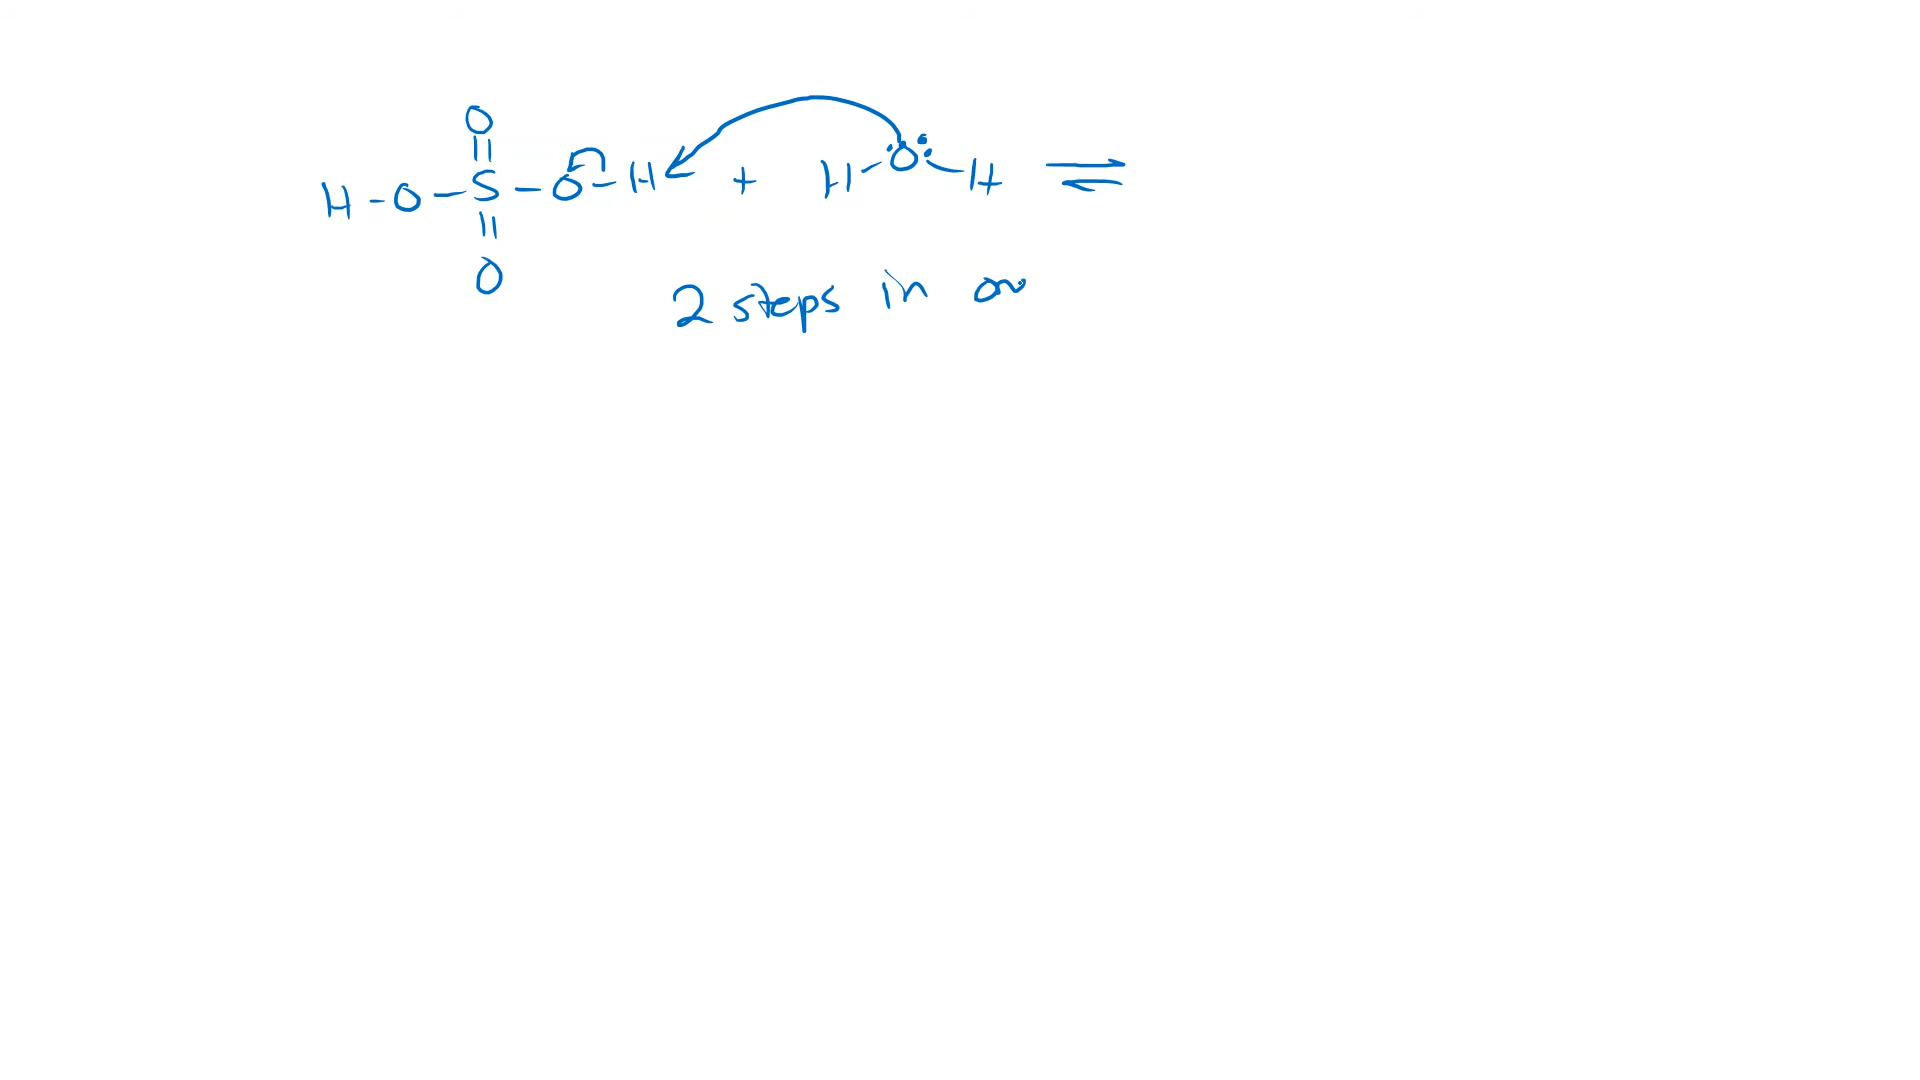 O
H - O - S - O - H + H - O - H ⇌
O
2 steps in on